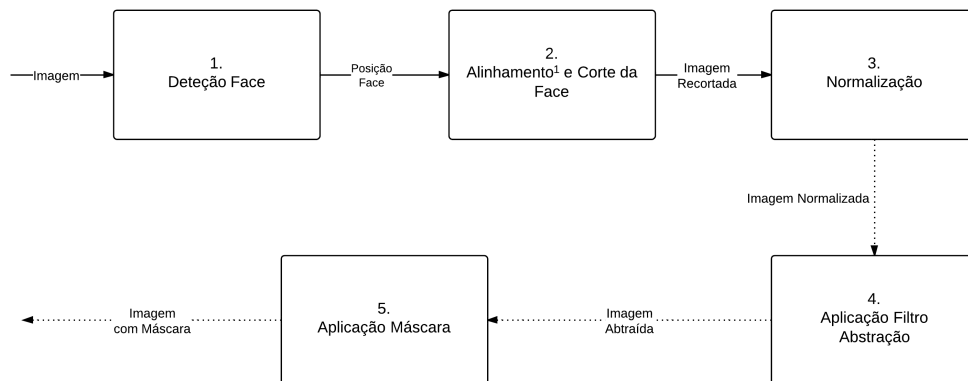 Imagem
1.
Deteção Face
Posição
Face
2.
Alinhamento¹ e Corte da
Face
Imagem
Recortada
3.
Normalização
Imagem Normalizada
4.
Aplicação Filtro
Abstração
Imagem
Abtraída
5.
Aplicação Máscara
Imagem
com Máscara